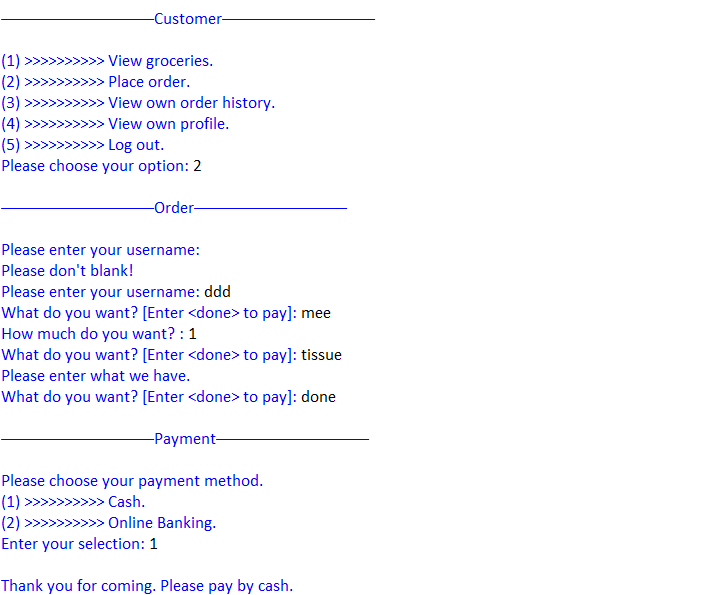 ———————————Customer———————————
(1) >>>>>>>>>> View groceries.
(2) >>>>>>>>>> Place order.
(3) >>>>>>>>>> View own order history.
(4) >>>>>>>>>> View own profile.
(5) >>>>>>>>>> Log out.
Please choose your option: 2
———————————Order———————————
Please enter your username:
Please don't blank!
Please enter your username: ddd
What do you want? [Enter <done> to pay]: mee
How much do you want? : 1
What do you want? [Enter <done> to pay]: tissue
Please enter what we have.
What do you want? [Enter <done> to pay]: done
———————————Payment———————————
Please choose your payment method.
(1) >>>>>>>>>> Cash.
(2) >>>>>>>>>> Online Banking.
Enter your selection: 1
Thank you for coming. Please pay by cash.